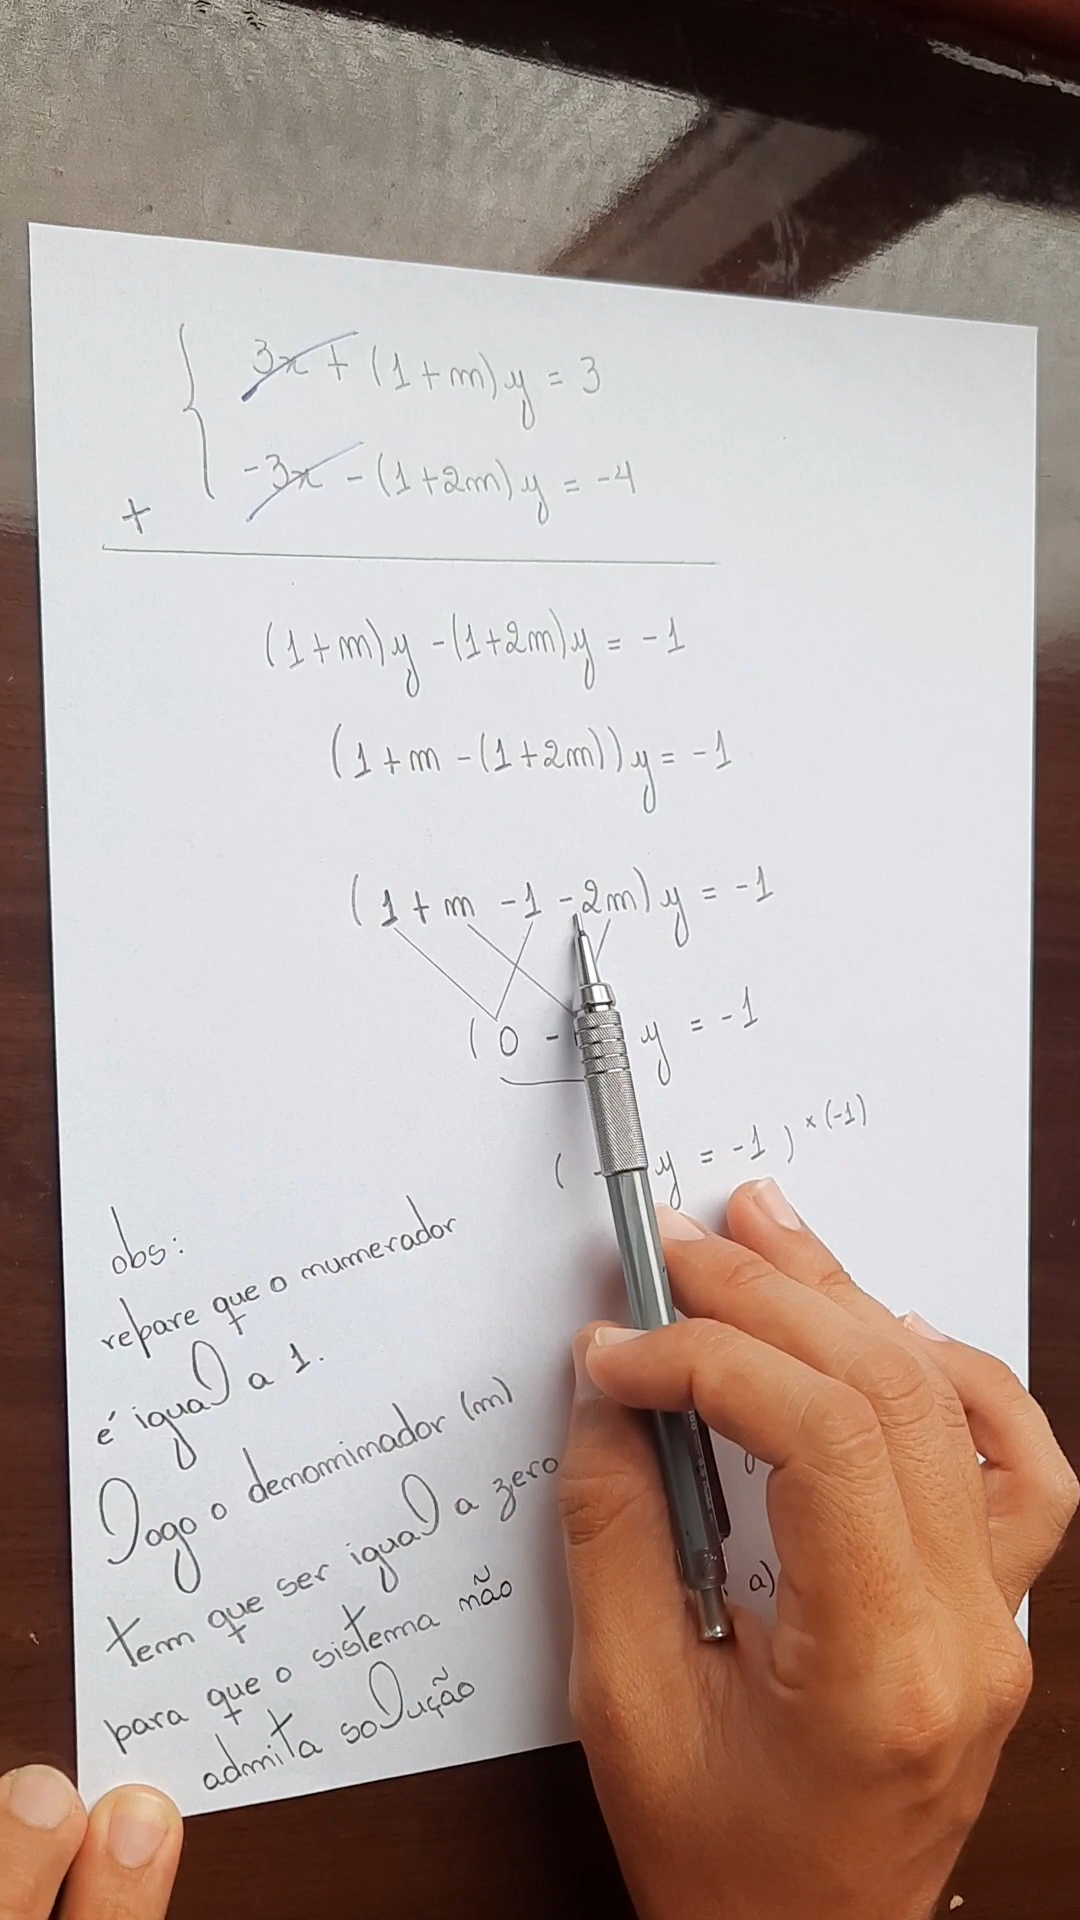 3x + (1+m)y = 3
-3x - (1+2m)y = -4
+
(1+m)y - (1+2m)y = -1
(1+m - (1+2m))y = -1
(1 + m - 1 - 2m)y = -1
(0 - y = -1
( - y = -1) × (-1)
obs:
repare que o numerador
é igual a 1.
Logo o denominador (m)
tem que ser igual a zero
para que o sistema não
admita solução
a)